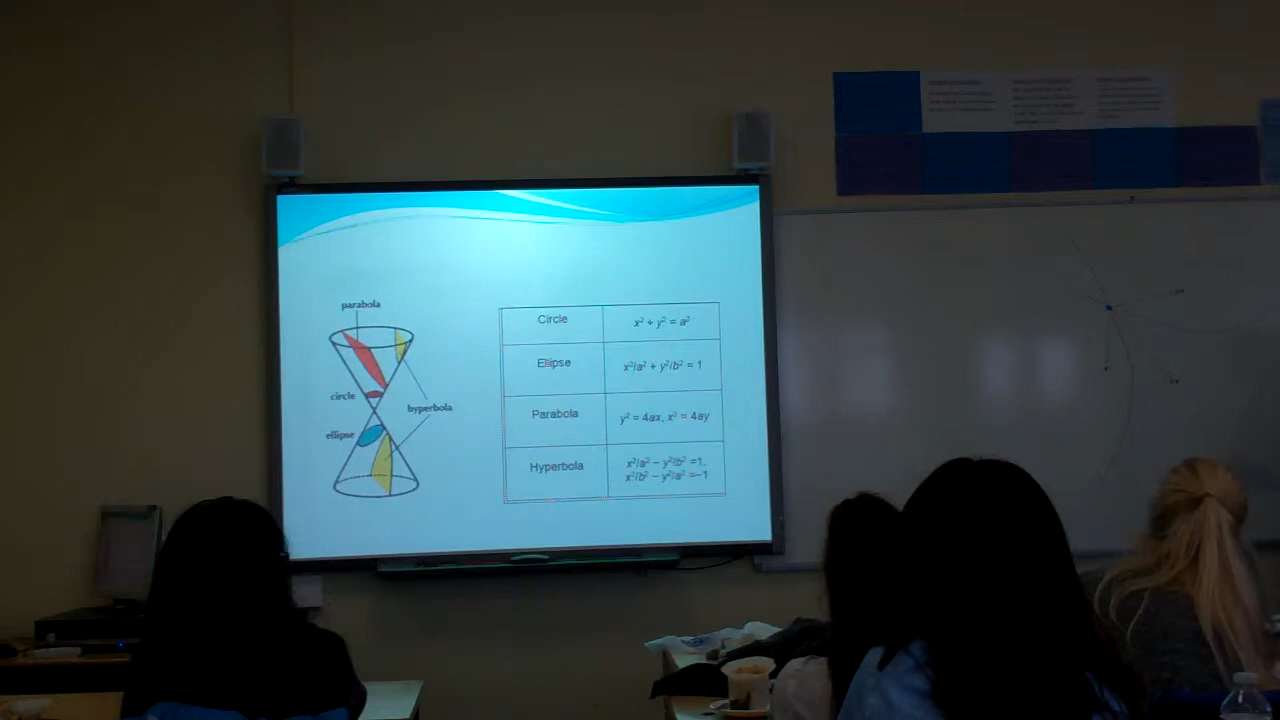 parabola
circle
hyperbola
ellipse
Circle x² + y² = a²
Ellipse x²/a² + y²/b² = 1
Parabola y² = 4ax, x² = 4ay
Hyperbola x²/a² − y²/b² =1,
x²/b² − y²/a² =−1